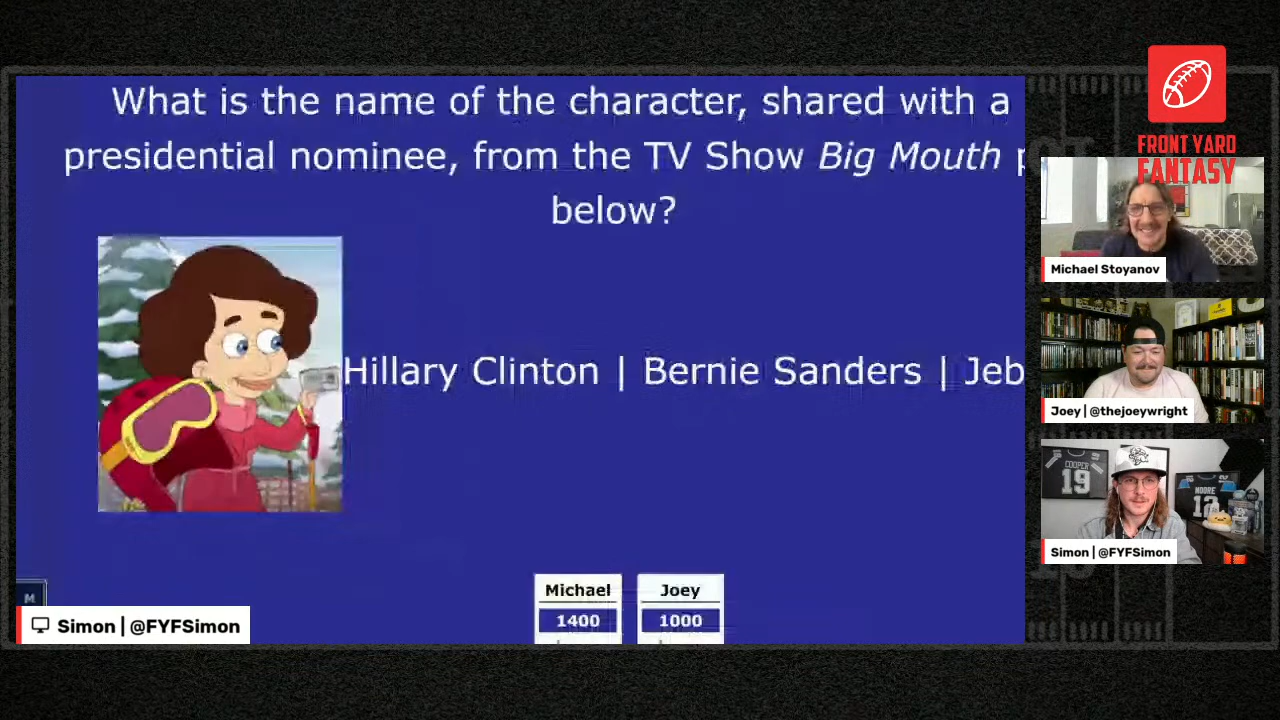 What is the name of the character, shared with a
presidential nominee, from the TV Show Big Mouth p
below?
Hillary Clinton | Bernie Sanders | Jeb
Michael
Joey
1400
1000
M
Simon | @FYFSimon
FRONT YARD
FANTASY
Michael Stoyanov
Joey | @thejoeywright
COOPER
19
MOORE
12
Simon | @FYFSimon